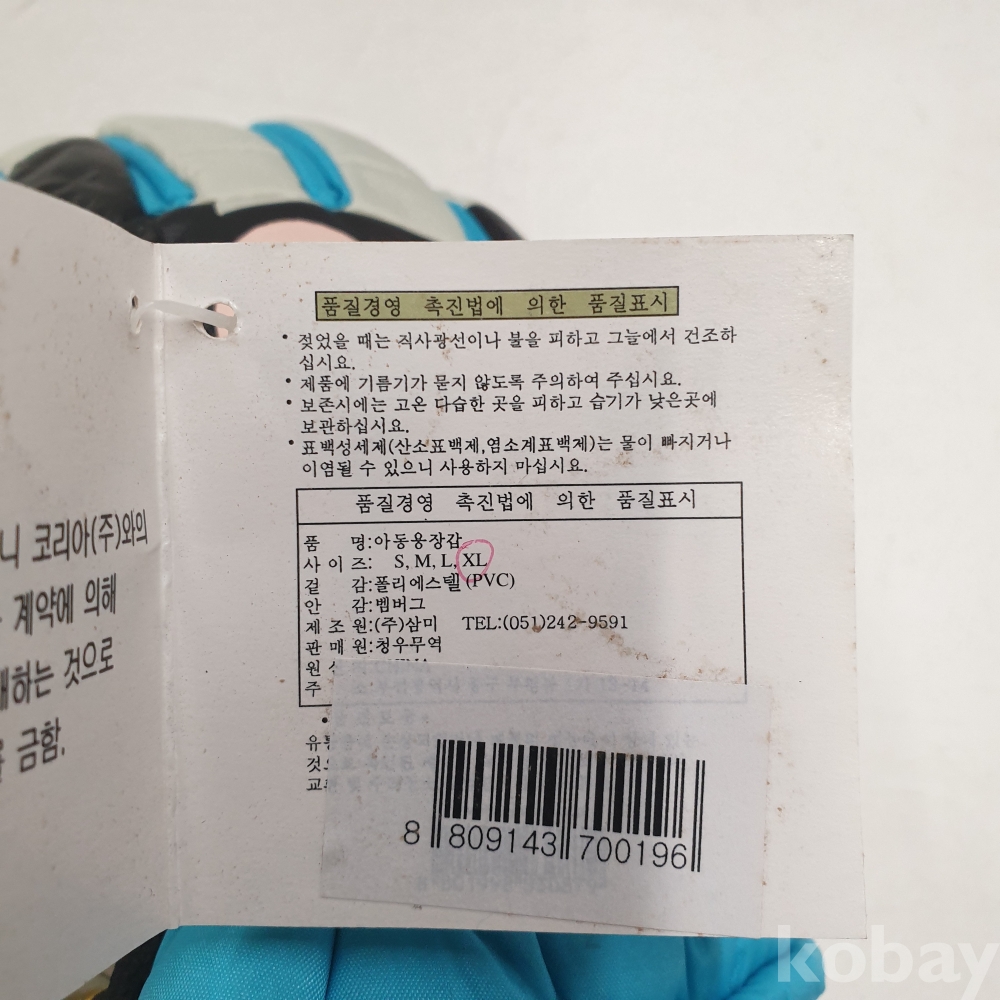 니 코리아(주)와의
계약에 의해
하는 것으로
금함.
품질경영 촉진법에 의한 품질표시
• 젖었을 때는 직사광선이나 불을 피하고 그늘에서 건조하
십시요.
• 제품에 기름기가 묻지 않도록 주의하여 주십시요.
• 보존시에는 고온 다습한 곳을 피하고 습기가 낮은곳에
보관하십시요.
• 표백성세제(산소표백제,염소계표백제)는 물이 빠지거나
이염될 수 있으니 사용하지 마십시요.
품질경영 촉진법에 의한 품질표시
품 명:아동용장갑
사 이 즈: S, M, L, XL
겉 감:폴리에스텔(PVC)
안 감:벰버그
제 조 원:(주)삼미 TEL:(051)242-9591
판 매 원:청우무역
원
주
유
것
교
8 809143 700196
kobay